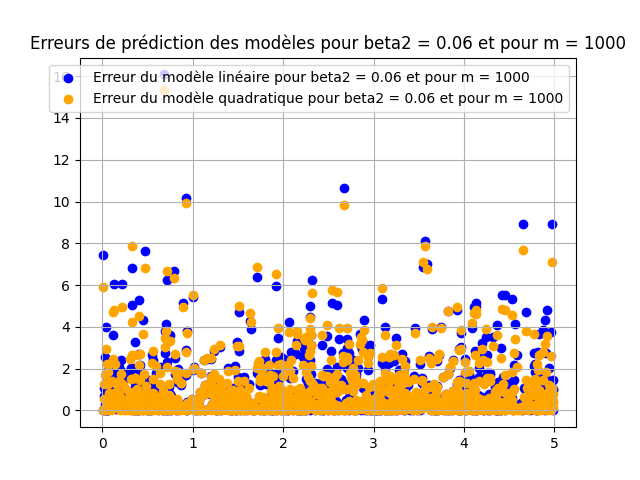 Erreurs de prédiction des modèles pour beta2 = 0.06 et pour m = 1000
Erreur du modèle linéaire pour beta2 = 0.06 et pour m = 1000
Erreur du modèle quadratique pour beta2 = 0.06 et pour m = 1000
16
14
12
10
8
6
4
2
0
0 1 2 3 4 5